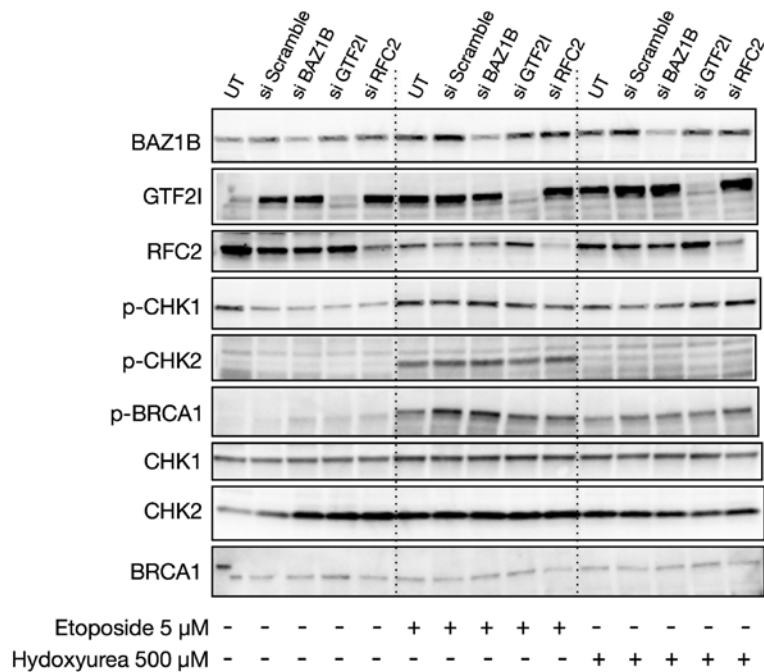 UT si Scramble si BAZ1B si GTF2I si RFC2 UT si Scramble si BAZ1B si GTF2I si RFC2 UT si Scramble si BAZ1B si GTF2I si RFC2
BAZ1B
GTF2I
RFC2
p-CHK1
p-CHK2
p-BRCA1
CHK1
CHK2
BRCA1
Etoposide 5 μM - - - - - + + + + + - - - - -
Hydoxyurea 500 μM - - - - - - - - - - + + + + +